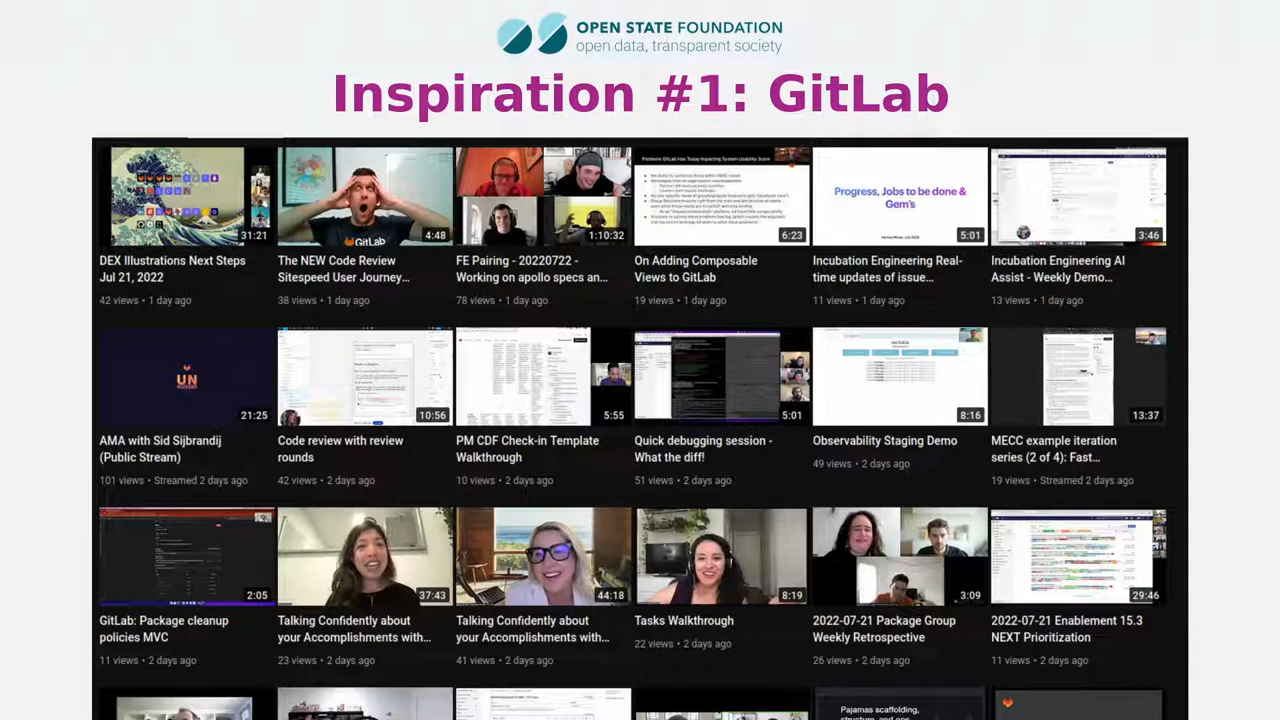 OPEN STATE FOUNDATION
open data, transparent society
Inspiration #1: GitLab
31:21
GitLab
4:48
1:10:32
Problems GitLab Has Today Impacting System Usability Score
6:23
Progress, Jobs to be done &
Gem's
5:01
3:46
DEX Illustrations Next Steps
Jul 21, 2022
42 views • 1 day ago
The NEW Code Review
Sitespeed User Journey...
38 views • 1 day ago
FE Pairing - 20220722 -
Working on apollo specs an...
78 views • 1 day ago
On Adding Composable
Views to GitLab
19 views • 1 day ago
Incubation Engineering Real-
time updates of issue...
11 views • 1 day ago
Incubation Engineering AI
Assist - Weekly Demo...
13 views • 1 day ago
UN
21:25
10:56
5:55
5:01
8:16
13:37
AMA with Sid Sijbrandij
(Public Stream)
101 views • Streamed 2 days ago
Code review with review
rounds
42 views • 2 days ago
PM CDF Check-in Template
Walkthrough
10 views • 2 days ago
Quick debugging session -
What the diff!
51 views • 2 days ago
Observability Staging Demo
49 views • 2 days ago
MECC example iteration
series (2 of 4): Fast...
19 views • Streamed 2 days ago
2:05
44:18
8:19
3:09
29:46
GitLab: Package cleanup
policies MVC
11 views • 2 days ago
Talking Confidently about
your Accomplishments with...
23 views • 2 days ago
Talking Confidently about
your Accomplishments with...
41 views • 2 days ago
Tasks Walkthrough
22 views • 2 days ago
2022-07-21 Package Group
Weekly Retrospective
26 views • 2 days ago
2022-07-21 Enablement 15.3
NEXT Prioritization
11 views • 2 days ago
Pajamas scaffolding,